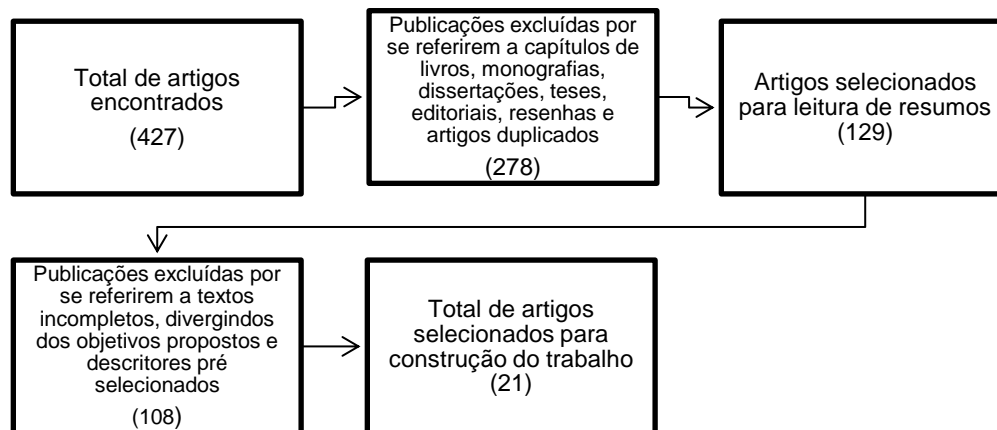 Total de artigos
encontrados
(427)
Publicações excluídas por
se referirem a capítulos de
livros, monografias,
dissertações, teses,
editoriais, resenhas e
artigos duplicados
(278)
Artigos selecionados
para leitura de resumos
(129)
Publicações excluídas por
se referirem a textos
incompletos, divergindos
dos objetivos propostos e
descritores pré
selecionados
(108)
Total de artigos
selecionados para
construção do trabalho
(21)